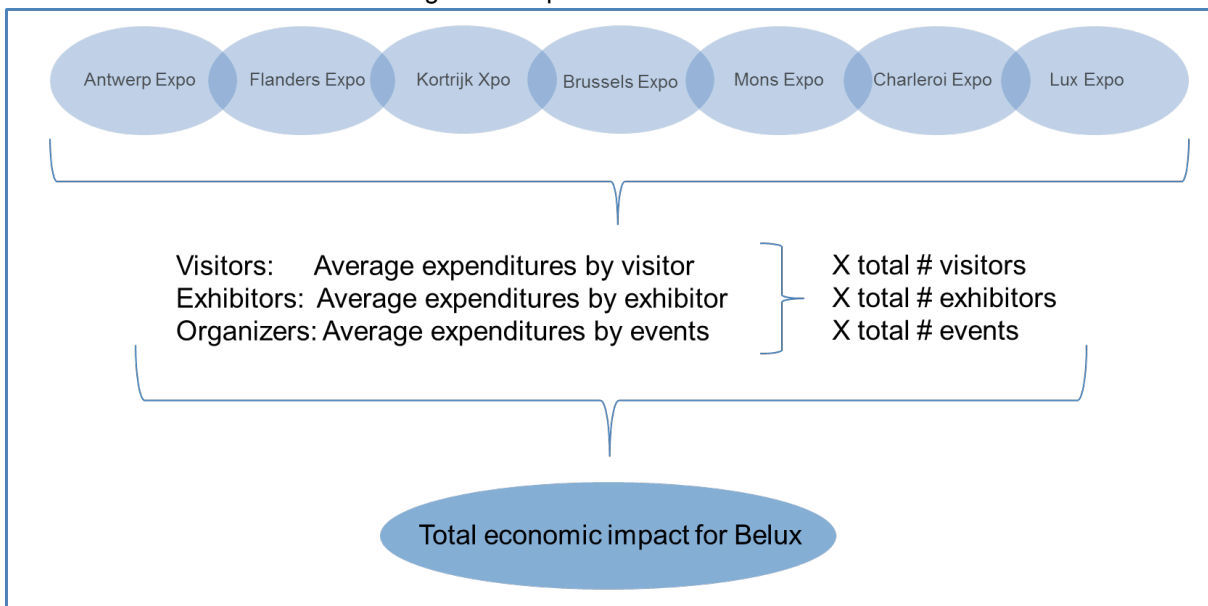 Antwerp Expo Flanders Expo Kortrijk Xpo Brussels Expo Mons Expo Charleroi Expo Lux Expo
Visitors: Average expenditures by visitor X total # visitors
Exhibitors: Average expenditures by exhibitor X total # exhibitors
Organizers: Average expenditures by events X total # events
Total economic impact for Belux